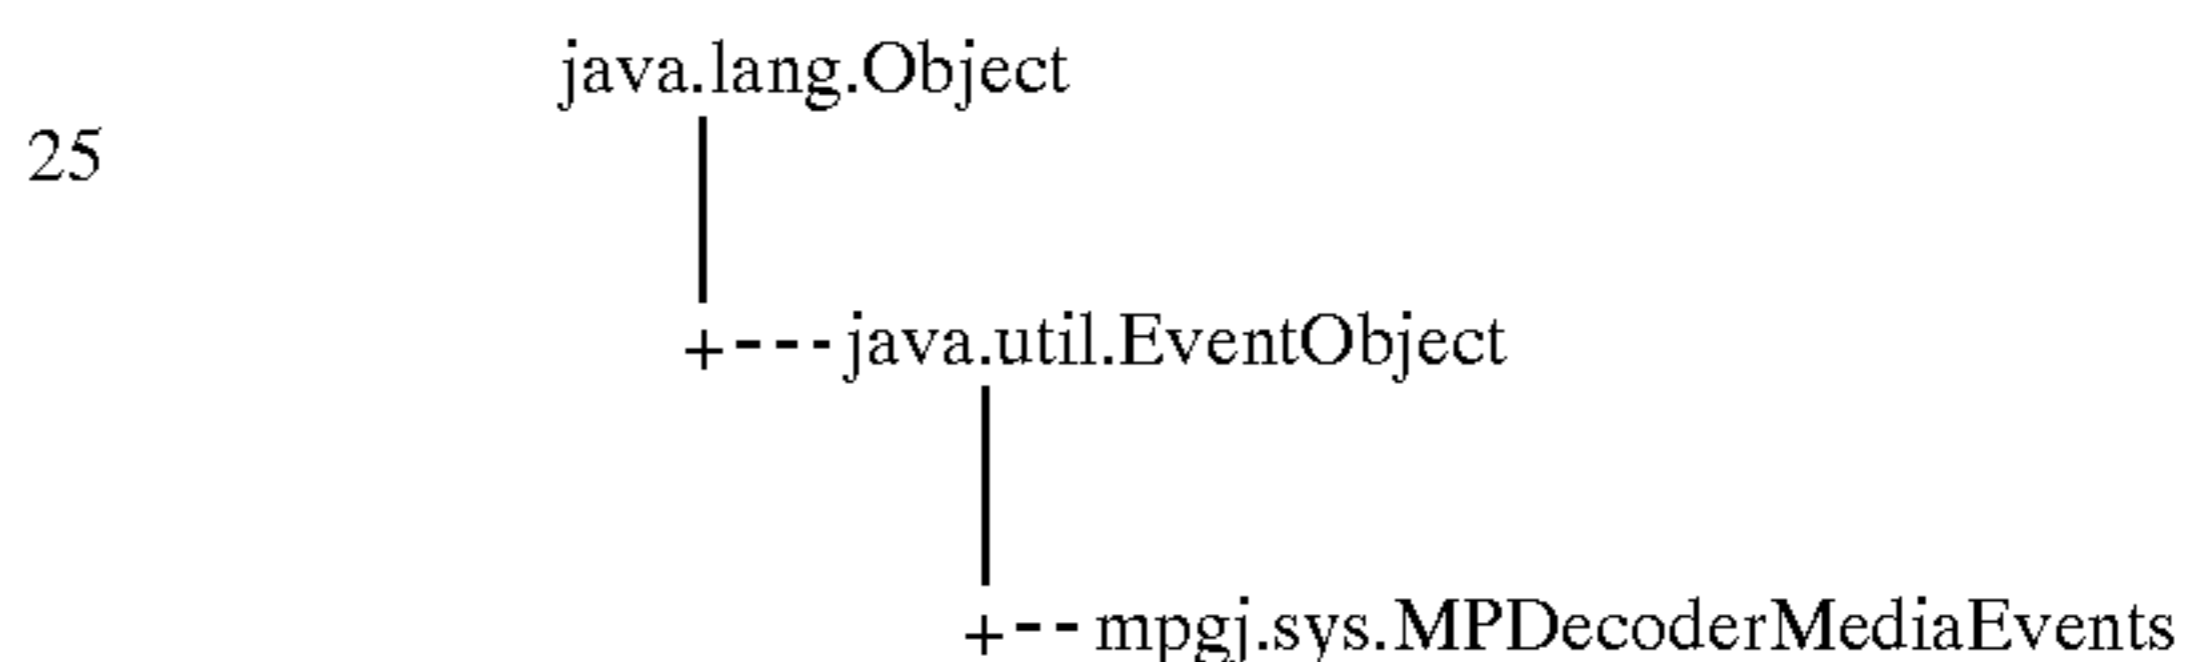 java.lang.Object
25
+---java.util.EventObject
+--mpgj.sys.MPDecoderMediaEvents